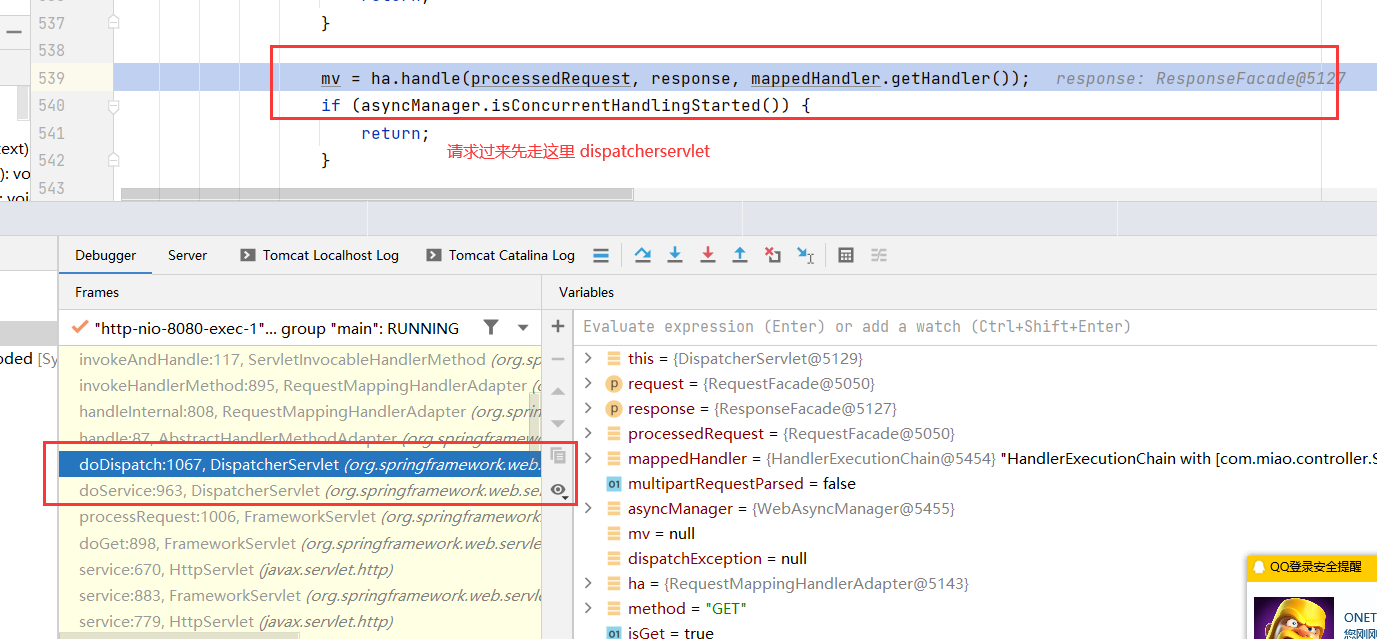 537 }
538
539 mv = ha.handle(processedRequest, response, mappedHandler.getHandler()); response: ResponseFacade@5127
540 if (asyncManager.isConcurrentHandlingStarted()) {
541 return;
请求过来先走这里 dispatcherservlet
text)
542 }
): vo
543
: voi
Debugger Server Tomcat Localhost Log Tomcat Catalina Log
Frames Variables
"http-nio-8080-exec-1"... group "main": RUNNING
Evaluate expression (Enter) or add a watch (Ctrl+Shift+Enter)
oded [Sy
invokeAndHandle:117, ServletInvocableHandlerMethod (org.sp
invokeHandlerMethod:895, RequestMappingHandlerAdapter (o
handleInternal:808, RequestMappingHandlerAdapter (org.sprin
handle:87, AbstractHandlerMethodAdapter (org.springframew
doDispatch:1067, DispatcherServlet (org.springframework.web.
doService:963, DispatcherServlet (org.springframework.web.se
processRequest:1006, FrameworkServlet (org.springframework.
doGet:898, FrameworkServlet (org.springframework.web.servle
service:670, HttpServlet (javax.servlet.http)
service:883, FrameworkServlet (org.springframework.web.servl
service:779, HttpServlet (javax.servlet.http)
this = {DispatcherServlet@5129}
p request = {RequestFacade@5050}
p response = {ResponseFacade@5127}
processedRequest = {RequestFacade@5050}
mappedHandler = {HandlerExecutionChain@5454} "HandlerExecutionChain with [com.miao.controller.S
01 multipartRequestParsed = false
asyncManager = {WebAsyncManager@5455}
mv = null
dispatchException = null
ha = {RequestMappingHandlerAdapter@5143}
method = "GET"
01 isGet = true
QQ登录安全提醒
ONET